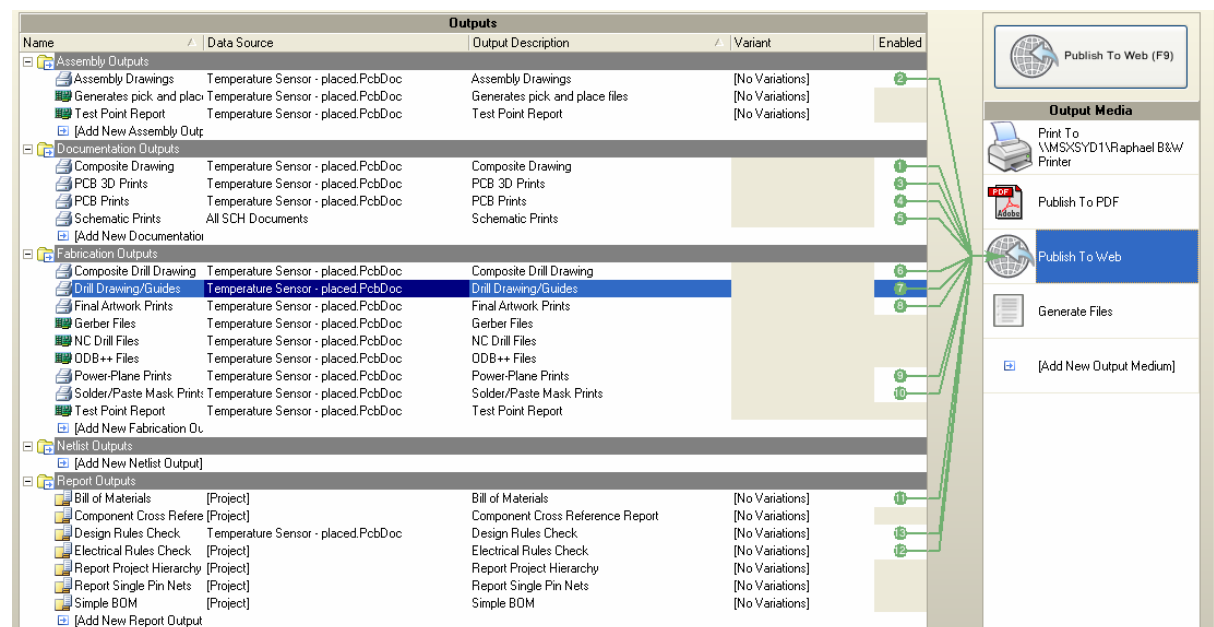 Outputs
Name Data Source Output Description Variant Enabled
Assembly Outputs
Assembly Drawings Temperature Sensor - placed.PcbDoc Assembly Drawings [No Variations] 2
Generates pick and plac Temperature Sensor - placed.PcbDoc Generates pick and place files [No Variations]
Test Point Report Temperature Sensor - placed.PcbDoc Test Point Report [No Variations]
[Add New Assembly Outp
Documentation Outputs
Composite Drawing Temperature Sensor - placed.PcbDoc Composite Drawing 1
PCB 3D Prints Temperature Sensor - placed.PcbDoc PCB 3D Prints 3
PCB Prints Temperature Sensor - placed.PcbDoc PCB Prints 4
Schematic Prints All SCH Documents Schematic Prints 5
[Add New Documentation
Fabrication Outputs
Composite Drill Drawing Temperature Sensor - placed.PcbDoc Composite Drill Drawing 6
Drill Drawing/Guides Temperature Sensor - placed.PcbDoc Drill Drawing/Guides 7
Final Artwork Prints Temperature Sensor - placed.PcbDoc Final Artwork Prints 8
Gerber Files Temperature Sensor - placed.PcbDoc Gerber Files
NC Drill Files Temperature Sensor - placed.PcbDoc NC Drill Files
ODB++ Files Temperature Sensor - placed.PcbDoc ODB++ Files
Power-Plane Prints Temperature Sensor - placed.PcbDoc Power-Plane Prints 9
Solder/Paste Mask Prints Temperature Sensor - placed.PcbDoc Solder/Paste Mask Prints 10
Test Point Report Temperature Sensor - placed.PcbDoc Test Point Report
[Add New Fabrication Ou
Netlist Outputs
[Add New Netlist Output]
Report Outputs
Bill of Materials [Project] Bill of Materials [No Variations] 11
Component Cross Refere [Project] Component Cross Reference Report [No Variations]
Design Rules Check Temperature Sensor - placed.PcbDoc Design Rules Check [No Variations] 13
Electrical Rules Check [Project] Electrical Rules Check [No Variations] 12
Report Project Hierarchy [Project] Report Project Hierarchy [No Variations]
Report Single Pin Nets [Project] Report Single Pin Nets [No Variations]
Simple BOM [Project] Simple BOM [No Variations]
[Add New Report Output
Publish To Web (F9)
Output Media
Print To
\\MSXSYD1\Raphael B&W
Printer
PDF
Adobe
Publish To PDF
Publish To Web
Generate Files
[Add New Output Medium]